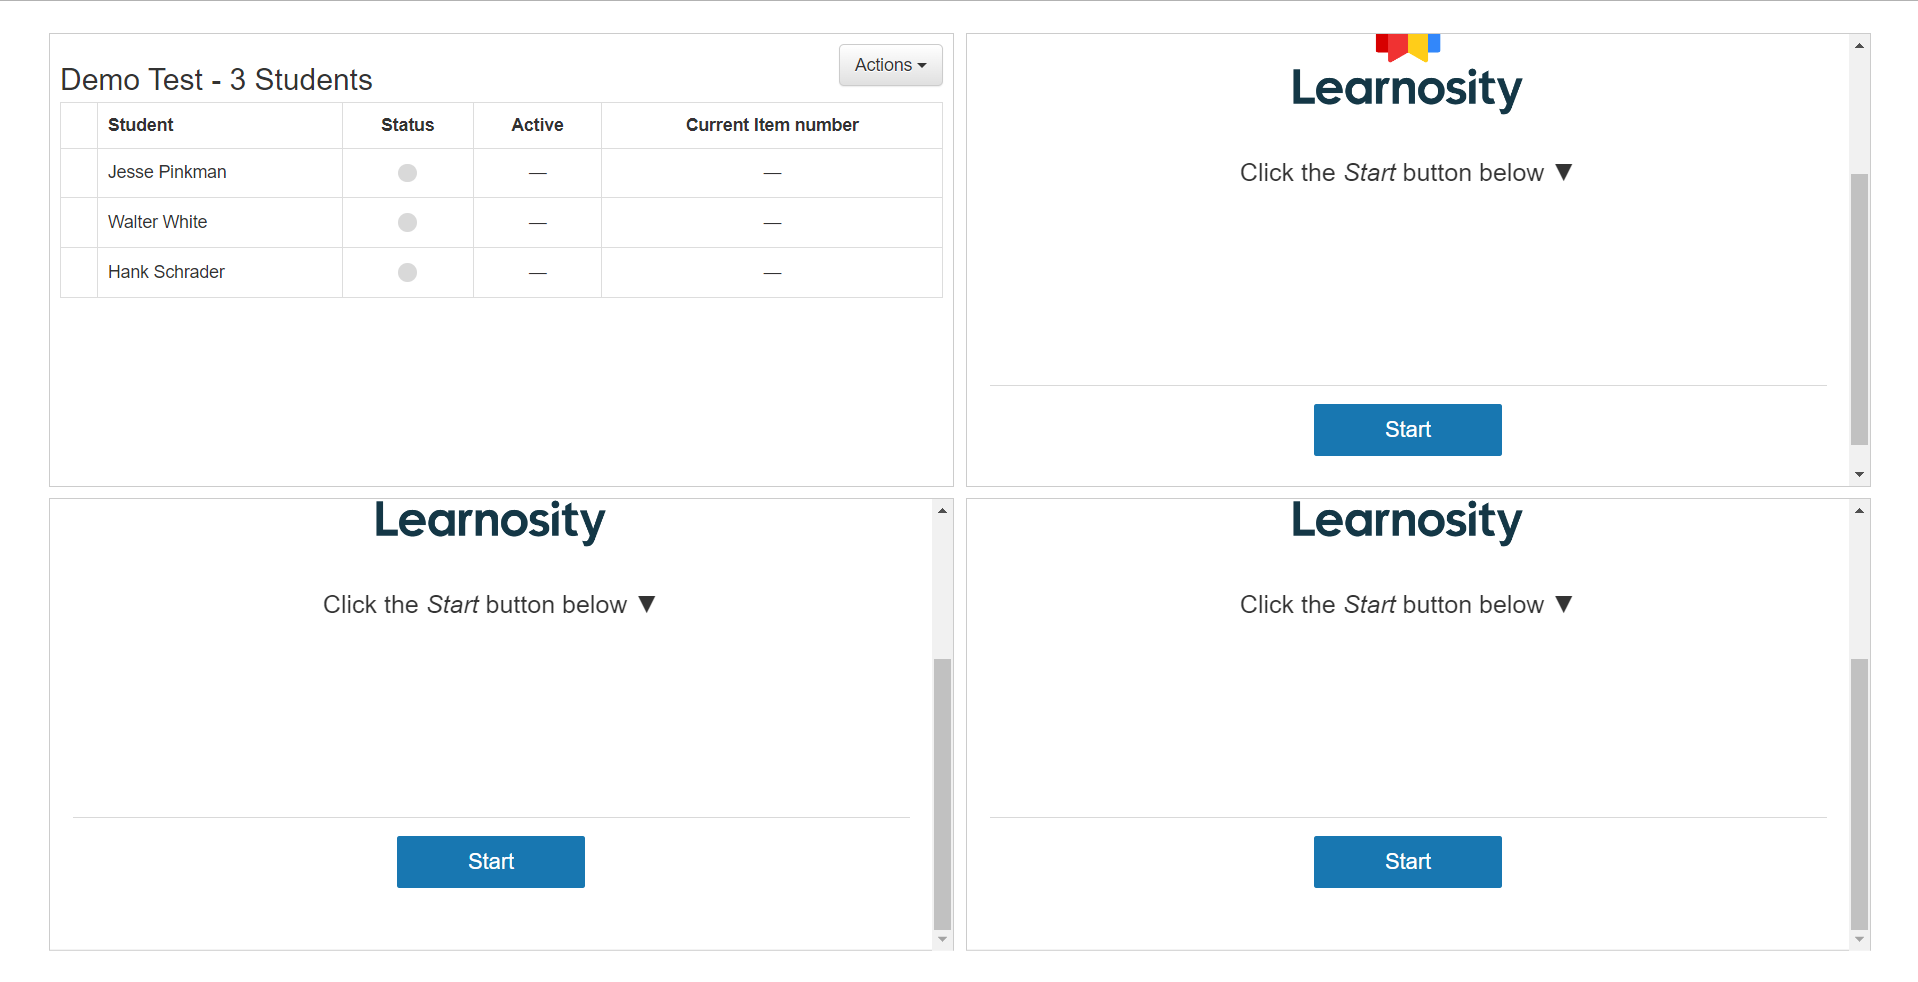 Demo Test - 3 Students
Actions
Student Status Active Current Item number
Jesse Pinkman — —
Walter White — —
Hank Schrader — —
Learnosity
Click the Start button below ▼
Start
Learnosity
Click the Start button below ▼
Start
Learnosity
Click the Start button below ▼
Start